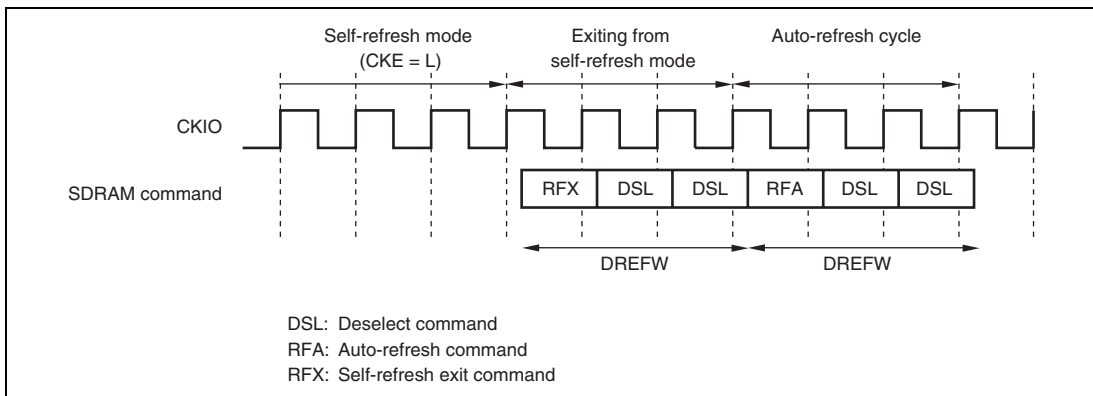 Self-refresh mode
(CKE = L)
Exiting from
self-refresh mode
Auto-refresh cycle
CKIO
SDRAM command
RFX DSL DSL RFA DSL DSL
DREFW DREFW
DSL: Deselect command
RFA: Auto-refresh command
RFX: Self-refresh exit command